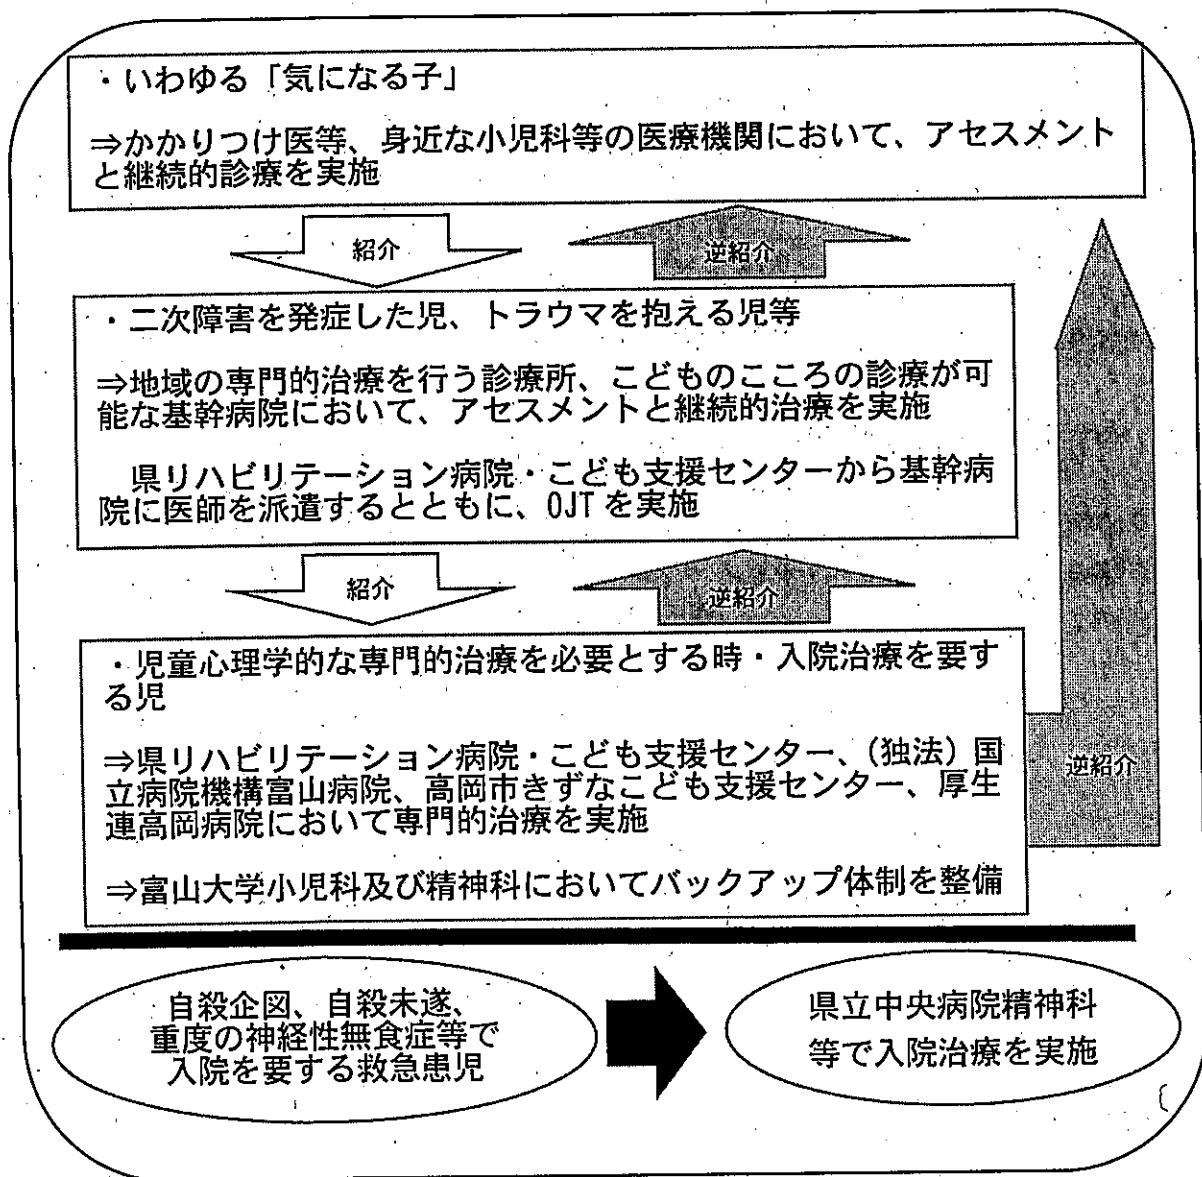 ・いわゆる「気になる子」
⇒かかりつけ医等、身近な小児科等の医療機関において、アセスメント
と継続的診療を実施
紹介
逆紹介
・二次障害を発症した児、トラウマを抱える児等
⇒地域の専門的治療を行う診療所、こどものこころの診療が可
能な基幹病院において、アセスメントと継続的治療を実施
県リハビリテーション病院・こども支援センターから基幹病
院に医師を派遣するとともに、OJTを実施
紹介
逆紹介
・児童心理学的な専門的治療を必要とする時・入院治療を要す
る児
⇒県リハビリテーション病院・こども支援センター、(独法)国
立病院機構富山病院、高岡市きずなこども支援センター、厚生
連高岡病院において専門的治療を実施
⇒富山大学小児科及び精神科においてバックアップ体制を整備
逆紹介
自殺企図、自殺未遂、
重度の神経性無食症等で
入院を要する救急患児
県立中央病院精神科
等で入院治療を実施